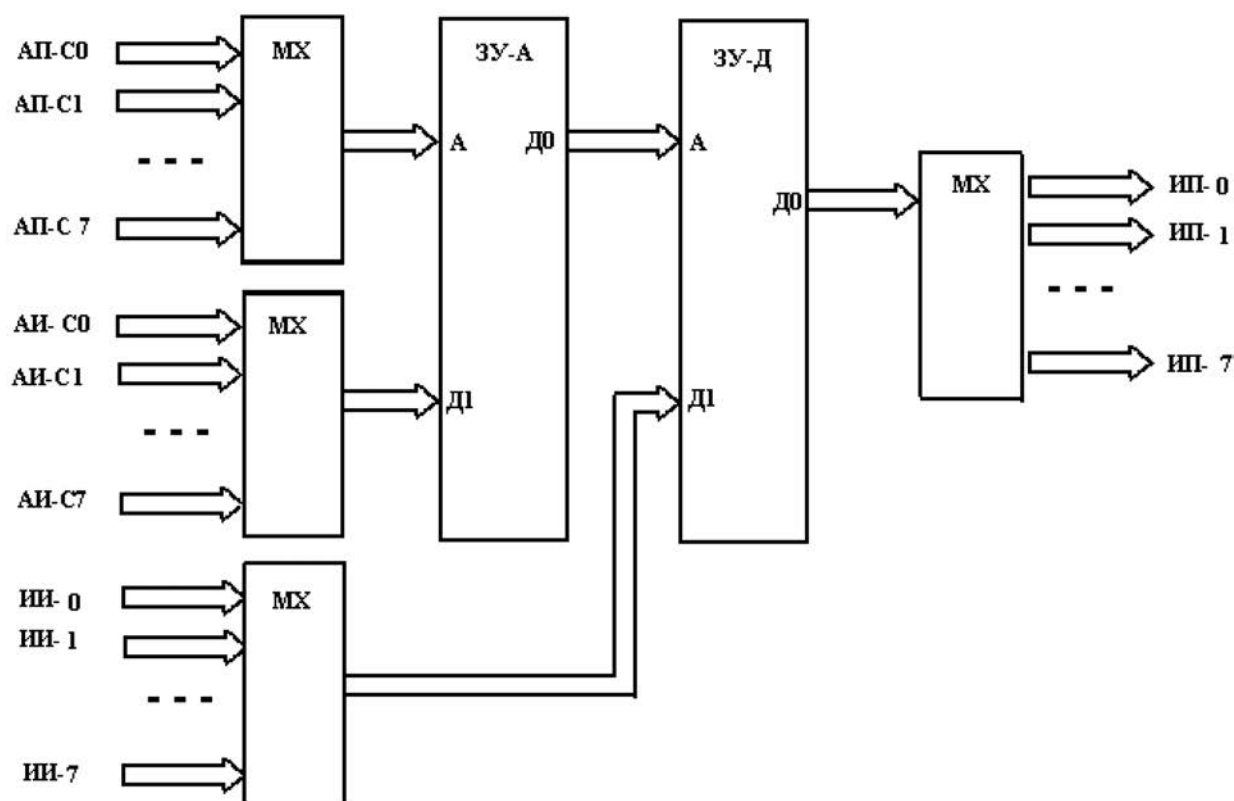 АП-С0
АП-С1
- - -
АП-С 7
МХ
АИ- С0
АИ-С1
- - -
АИ-С7
МХ
ИИ- 0
ИИ- 1
- - -
ИИ-7
МХ
ЗУ-А
А
Д0
Д1
ЗУ-Д
А
Д0
Д1
МХ
ИП- 0
ИП- 1
- - -
ИП- 7